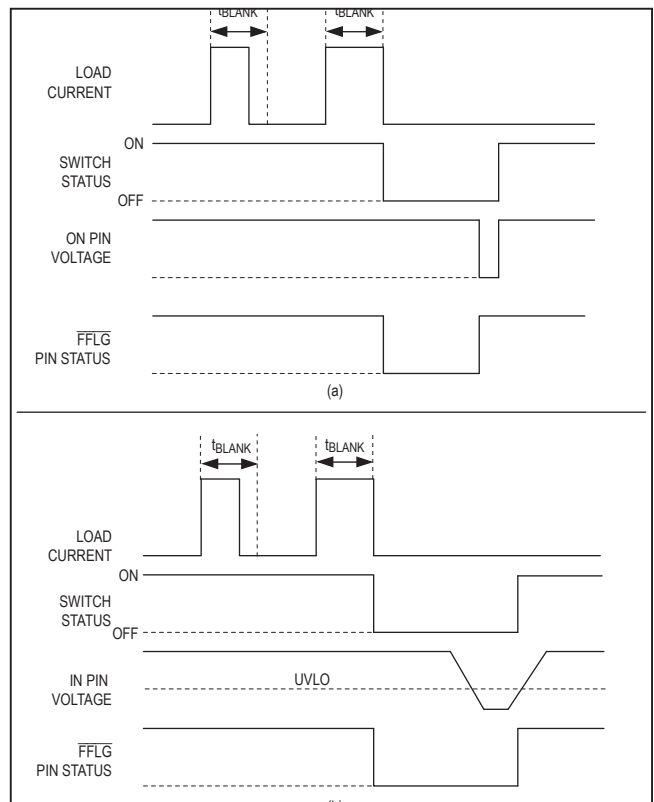 tBLANK tBLANK
LOAD
CURRENT
ON
SWITCH
STATUS
OFF
ON PIN
VOLTAGE
FFLG
PIN STATUS
(a)
tBLANK tBLANK
LOAD
CURRENT
ON
SWITCH
STATUS
OFF
IN PIN
VOLTAGE
UVLO
FFLG
PIN STATUS